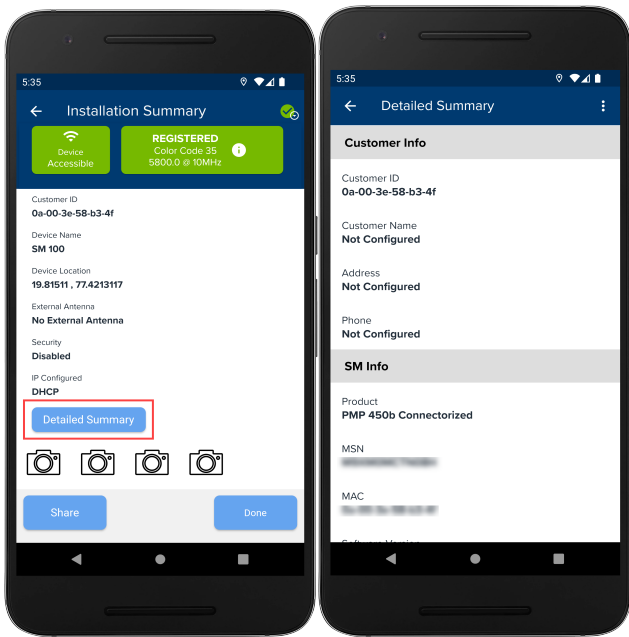 5:35
Installation Summary
Device
Accessible
REGISTERED
Color Code 35
5800.0 @ 10MHz
Customer ID
0a-00-3e-58-b3-4f
Device Name
SM 100
Device Location
19.81511 , 77.4213117
External Antenna
No External Antenna
Security
Disabled
IP Configured
DHCP
Detailed Summary
Share
Done
5:35
Detailed Summary
Customer Info
Customer ID
0a-00-3e-58-b3-4f
Customer Name
Not Configured
Address
Not Configured
Phone
Not Configured
SM Info
Product
PMP 450b Connectorized
MSN
MAC
Software Version